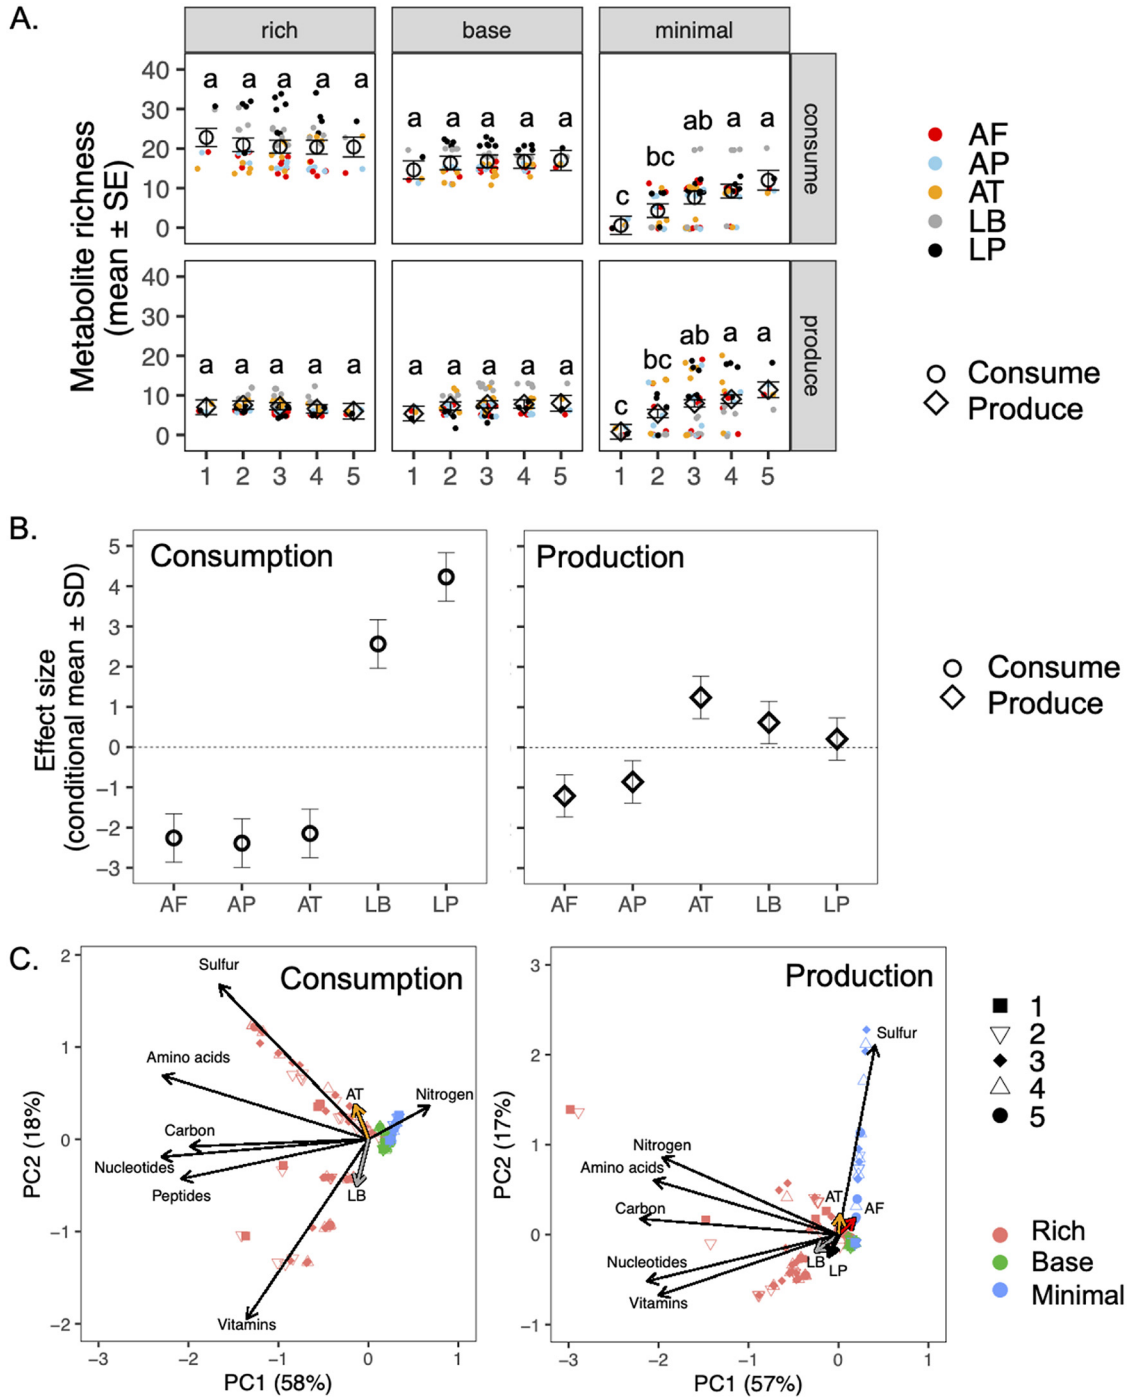 A.
rich base minimal
Metabolite richness
(mean ± SE)
40
30
20
10
0
a a a a a
a a a a a
c bc ab a a
consume
40
30
20
10
0
a a a a a
a a a a a
c bc ab a a
produce
1 2 3 4 5
1 2 3 4 5
1 2 3 4 5
AF
AP
AT
LB
LP
Consume
Produce
B.
Effect size
(conditional mean ± SD)
Consumption
5
4
3
2
1
0
−1
−2
−3
AF AP AT LB LP
Production
AF AP AT LB LP
Consume
Produce
C.
Consumption
PC2 (18%)
2
1
0
−1
−2
Sulfur
Amino acids
AT
Nitrogen
Carbon
Nucleotides
Peptides
LB
Vitamins
−3 −2 −1 0 1
PC1 (58%)
Production
PC2 (17%)
3
2
1
0
−1
Sulfur
Nitrogen
Amino acids
AT
AF
Carbon
Nucleotides
LB
LP
Vitamins
−3 −2 −1 0 1
PC1 (57%)
1
2
3
4
5
Rich
Base
Minimal